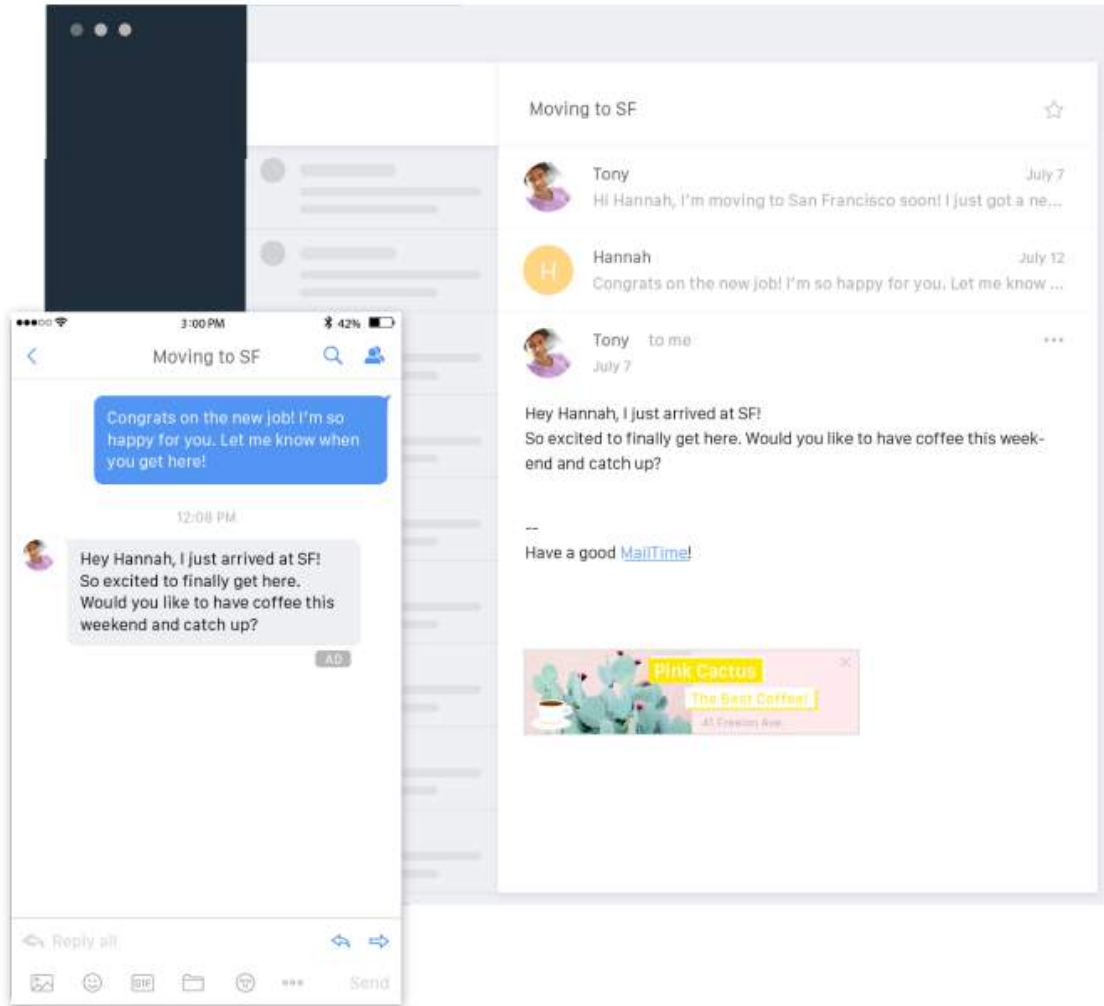 Moving to SF
Tony
July 7
Hi Hannah, I'm moving to San Francisco soon! I just got a ne...
Hannah
July 12
Congrats on the new job! I'm so happy for you. Let me know ...
H
Tony to me
July 7
Hey Hannah, I just arrived at SF!
So excited to finally get here. Would you like to have coffee this week-
end and catch up?
--
Have a good MailTime!
Pink Cactus
The Best Coffee!
41 Freelon Ave.
3:00 PM
42%
Moving to SF
Congrats on the new job! I'm so
happy for you. Let me know when
you get here!
12:08 PM
Hey Hannah, I just arrived at SF!
So excited to finally get here.
Would you like to have coffee this
weekend and catch up?
AD
Reply all
GIF
Send